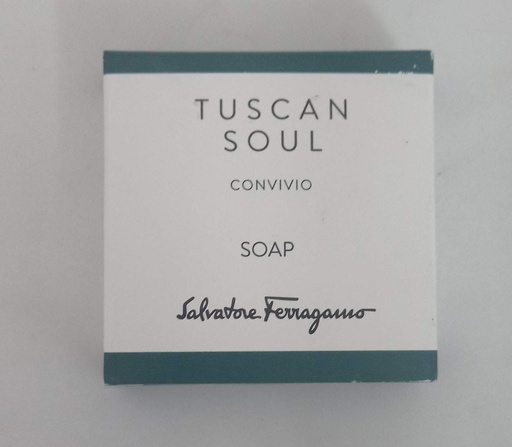 TUSCAN
SOUL
CONVIVIO
SOAP
Salvatore Ferragamo